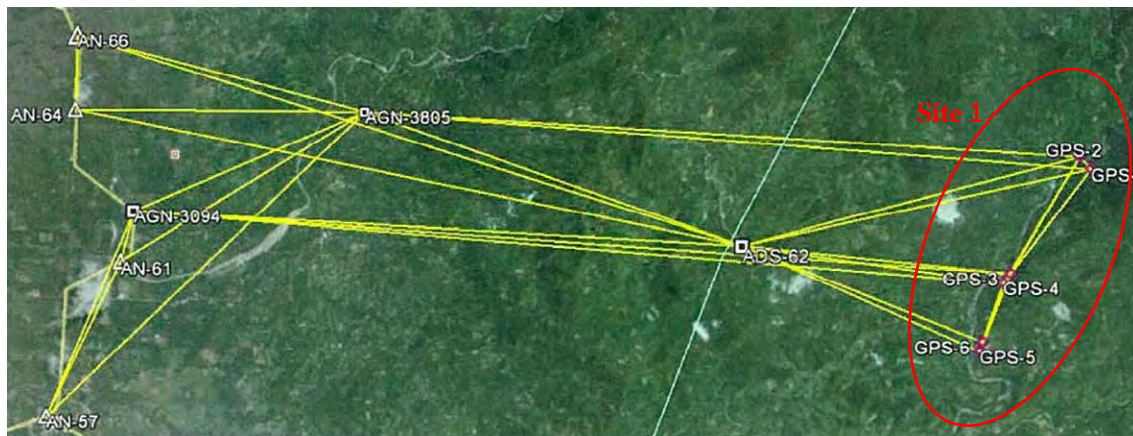 AN-66
AN-64
AGN-3805
Site 1
GPS-2
GPS-
AGN-3094
AN-61
ADS-62
GPS-3
GPS-4
GPS-6
GPS-5
AN-57